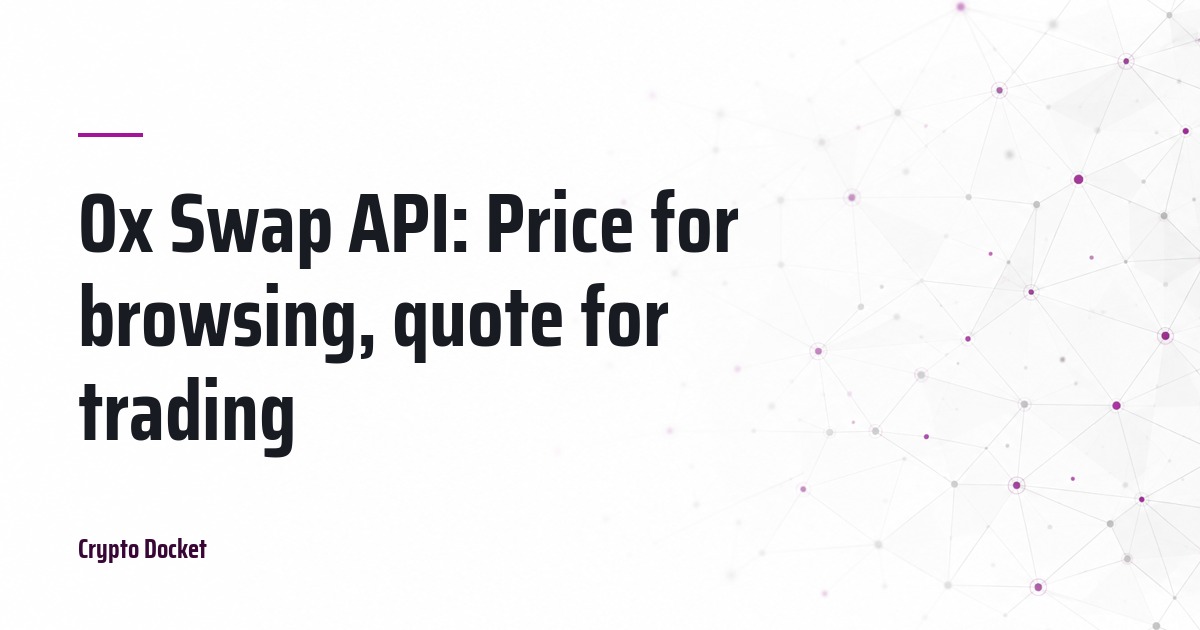 0x Swap API: Price for
browsing, quote for
trading
Crypto Docket